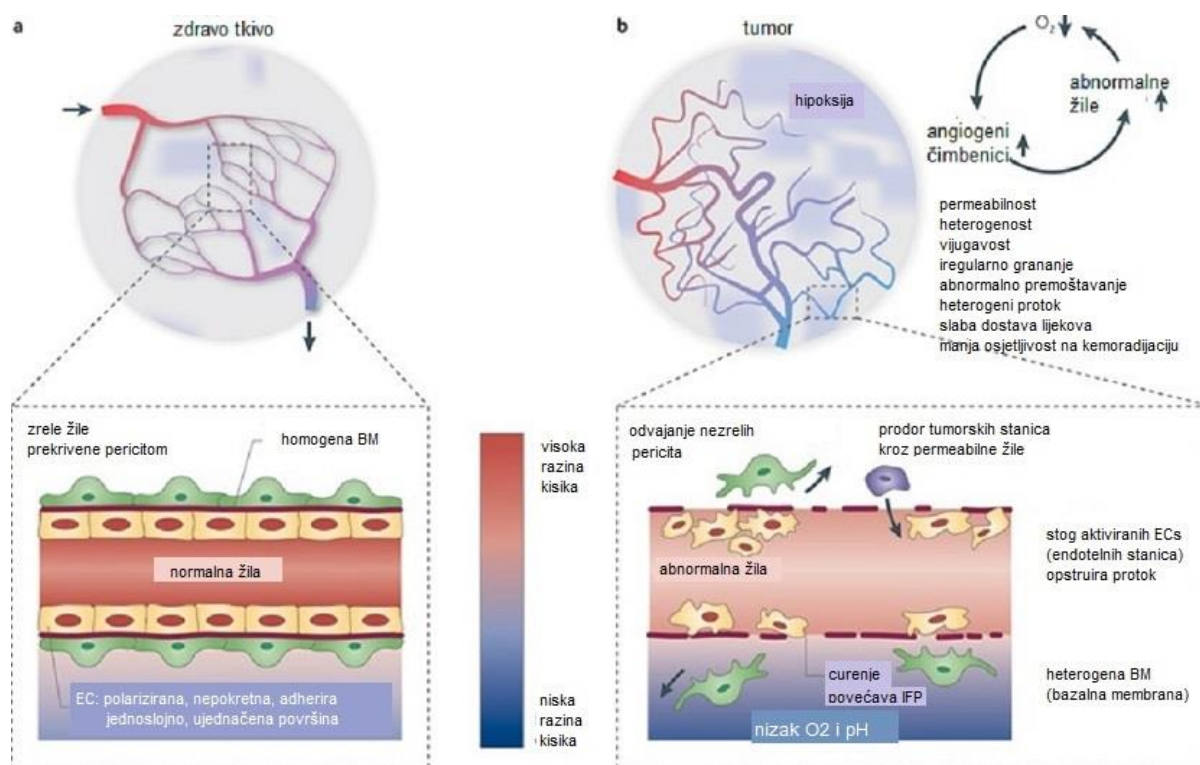 a
zdravo tkivo
b
tumor
hipoksija
O2
abnormalne
žile
angiogeni
čimbenici
permeabilnost
heterogenost
vijugavost
iregularno grananje
abnormalno premoštavanje
heterogeni protok
slaba dostava lijekova
manja osjetljivost na kemoradijaciju
zrele žile
prekrivene pericitom
homogena BM
normalna žila
EC: polarizirana, nepokretna, adherira
jednoslojno, ujednačena površina
visoka
razina
kisika
niska
razina
kisika
odvajanje nezrelih
pericita
prodor tumorskih stanica
kroz permeabilne žile
abnormalna žila
stog aktiviranih ECs
(endotelnih stanica)
opstruira protok
curenje
povećava IFP
heterogena BM
(bazalna membrana)
nizak O2 i pH